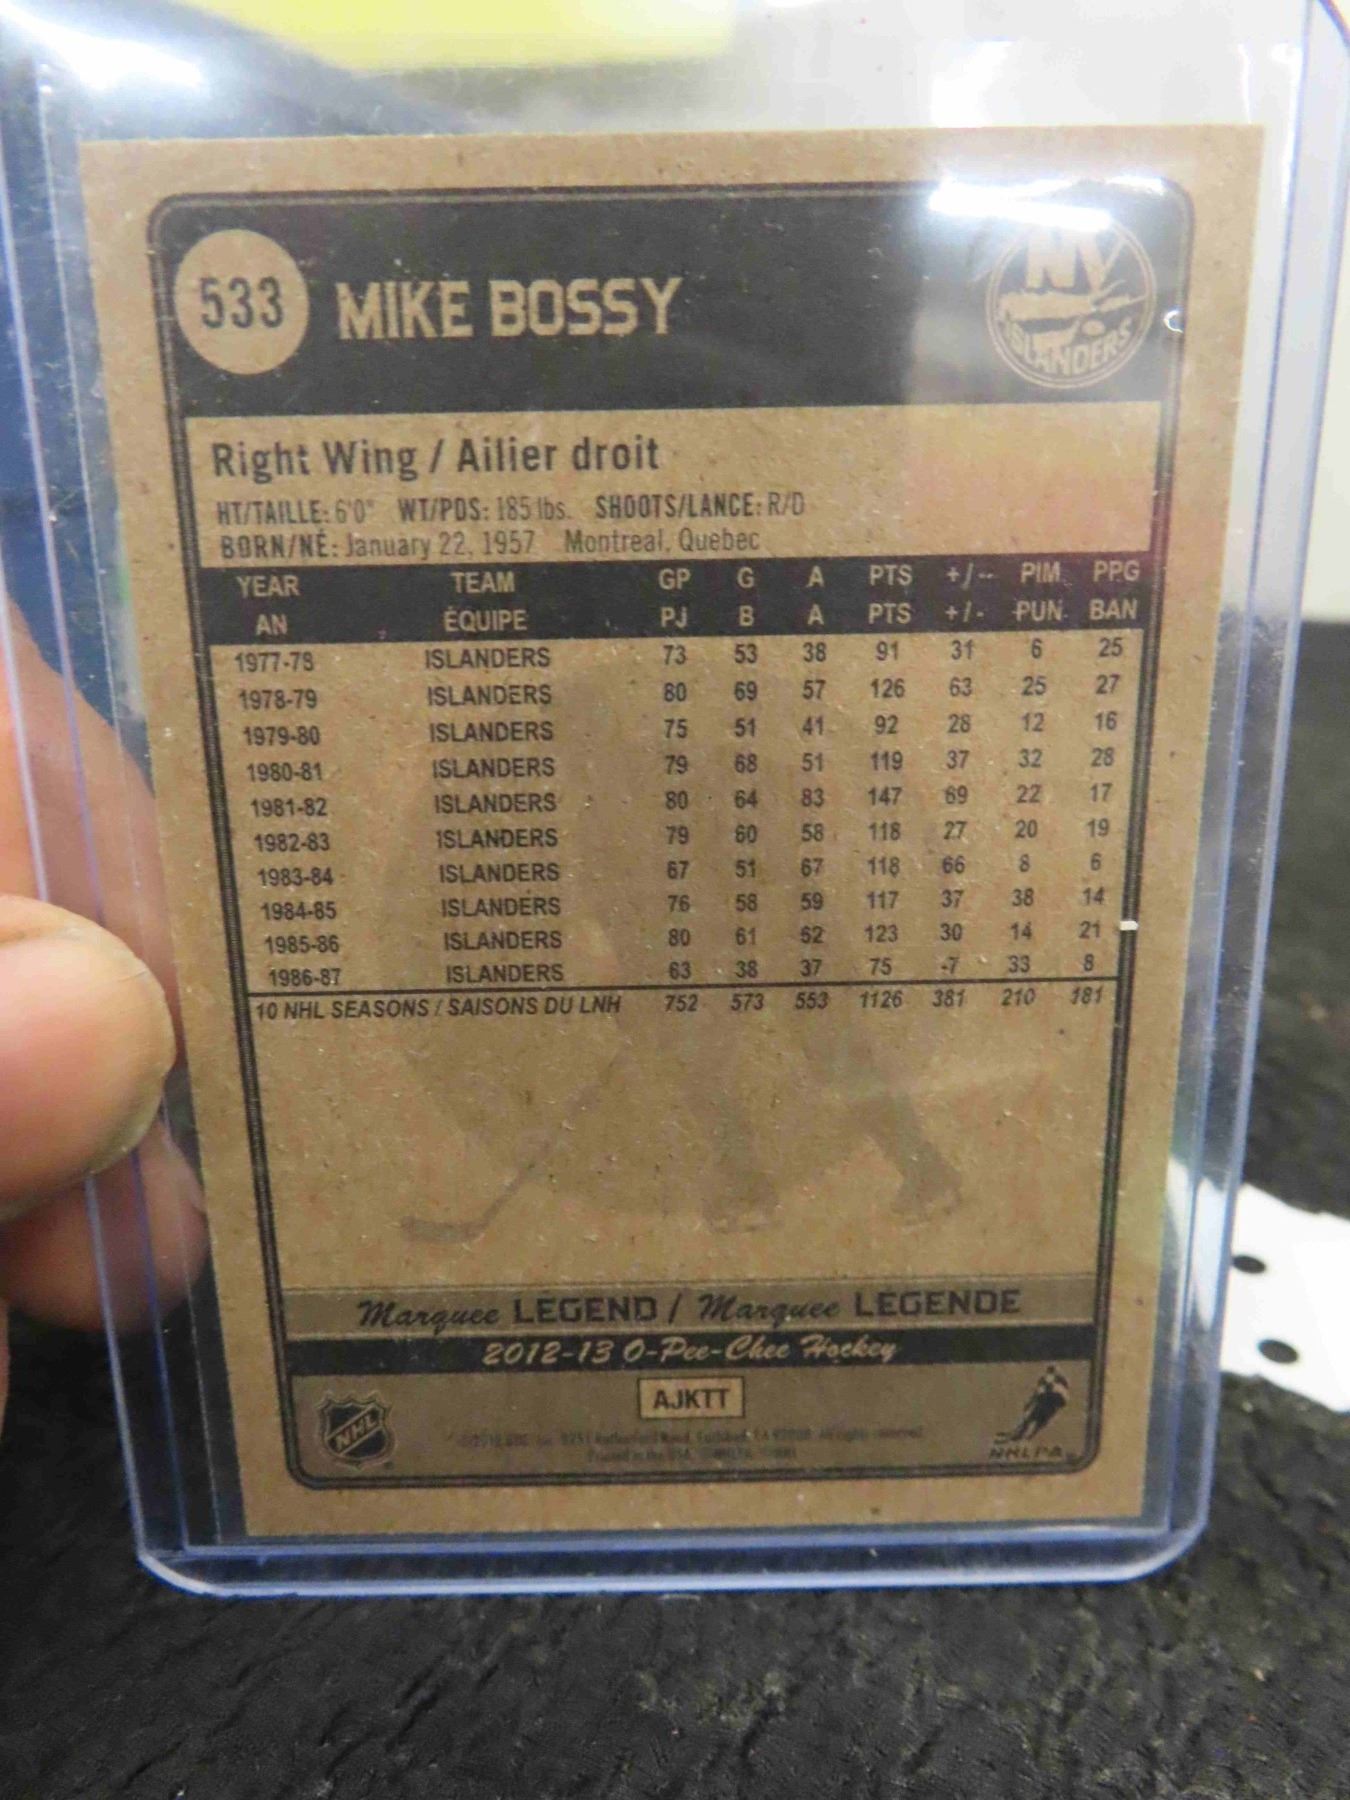 533 MIKE BOSSY
NY
ISLANDERS
Right Wing / Ailier droit
HT/TAILLE: 6'0" WT/PDS: 185 lbs. SHOOTS/LANCE: R/D
BORN/NÉ: January 22, 1957 Montreal, Quebec
YEAR TEAM GP G A PTS +/-- PIM PPG
AN ÉQUIPE PJ B A PTS +/- PUN BAN
1977-78 ISLANDERS 73 53 38 91 31 6 25
1978-79 ISLANDERS 80 69 57 126 63 25 27
1979-80 ISLANDERS 75 51 41 92 28 12 16
1980-81 ISLANDERS 79 68 51 119 37 32 28
1981-82 ISLANDERS 80 64 83 147 69 22 17
1982-83 ISLANDERS 79 60 58 118 27 20 19
1983-84 ISLANDERS 67 51 67 118 66 8 6
1984-85 ISLANDERS 76 58 59 117 37 38 14
1985-86 ISLANDERS 80 61 62 123 30 14 21
1986-87 ISLANDERS 63 38 37 75 -7 33 8
10 NHL SEASONS / SAISONS DU LNH 752 573 553 1126 381 210 181
Marquee LEGEND / Marquee LÉGENDE
2012-13 O-Pee-Chee Hockey
AJKTT
NHL
NHLPA
All rights reserved
Printed in the USA.